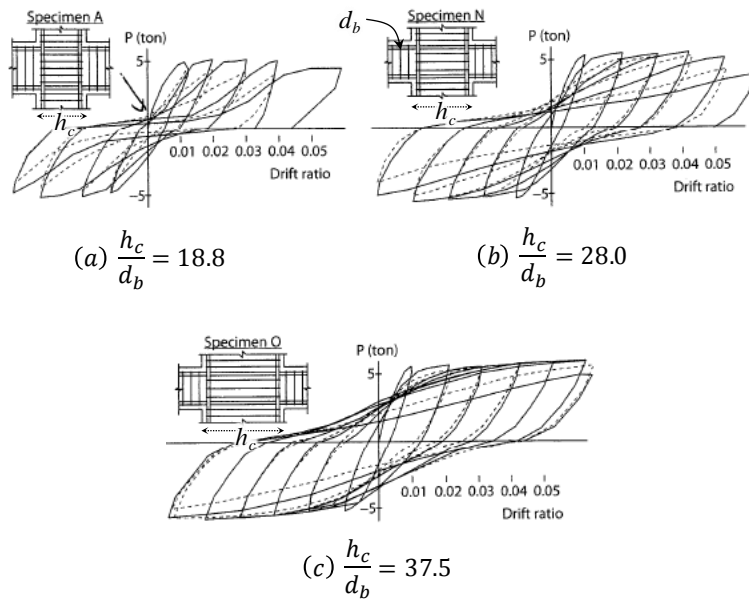 Specimen A
P (ton)
5
h_c
0.01 0.02 0.03 0.04 0.05
Drift ratio
−5
(a) h_c/d_b = 18.8
Specimen N
d_b
P (ton)
5
h_c
0.01 0.02 0.03 0.04 0.05
Drift ratio
−5
(b) h_c/d_b = 28.0
Specimen O
P (ton)
5
h_c
0.01 0.02 0.03 0.04 0.05
Drift ratio
−5
(c) h_c/d_b = 37.5